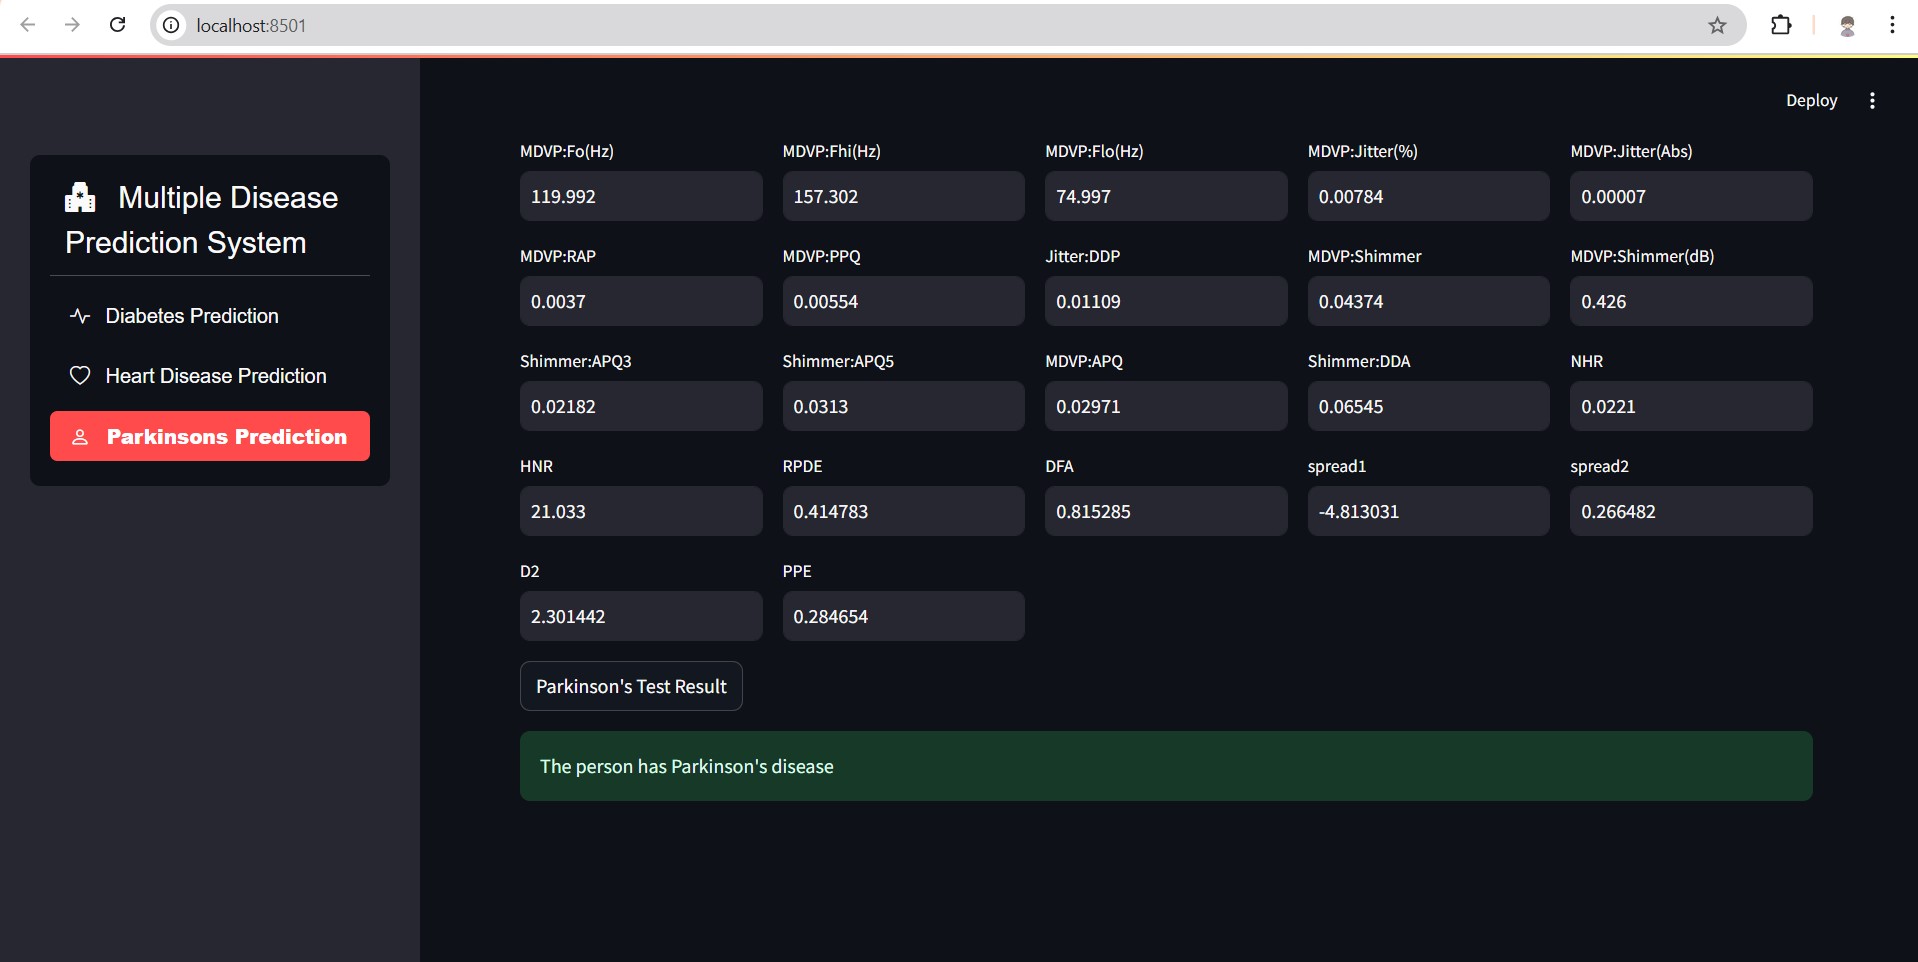 localhost:8501
Deploy
Multiple Disease
Prediction System
Diabetes Prediction
Heart Disease Prediction
Parkinsons Prediction
MDVP:Fo(Hz) MDVP:Fhi(Hz) MDVP:Flo(Hz) MDVP:Jitter(%) MDVP:Jitter(Abs)
119.992 157.302 74.997 0.00784 0.00007
MDVP:RAP MDVP:PPQ Jitter:DDP MDVP:Shimmer MDVP:Shimmer(dB)
0.0037 0.00554 0.01109 0.04374 0.426
Shimmer:APQ3 Shimmer:APQ5 MDVP:APQ Shimmer:DDA NHR
0.02182 0.0313 0.02971 0.06545 0.0221
HNR RPDE DFA spread1 spread2
21.033 0.414783 0.815285 -4.813031 0.266482
D2 PPE
2.301442 0.284654
Parkinson's Test Result
The person has Parkinson's disease